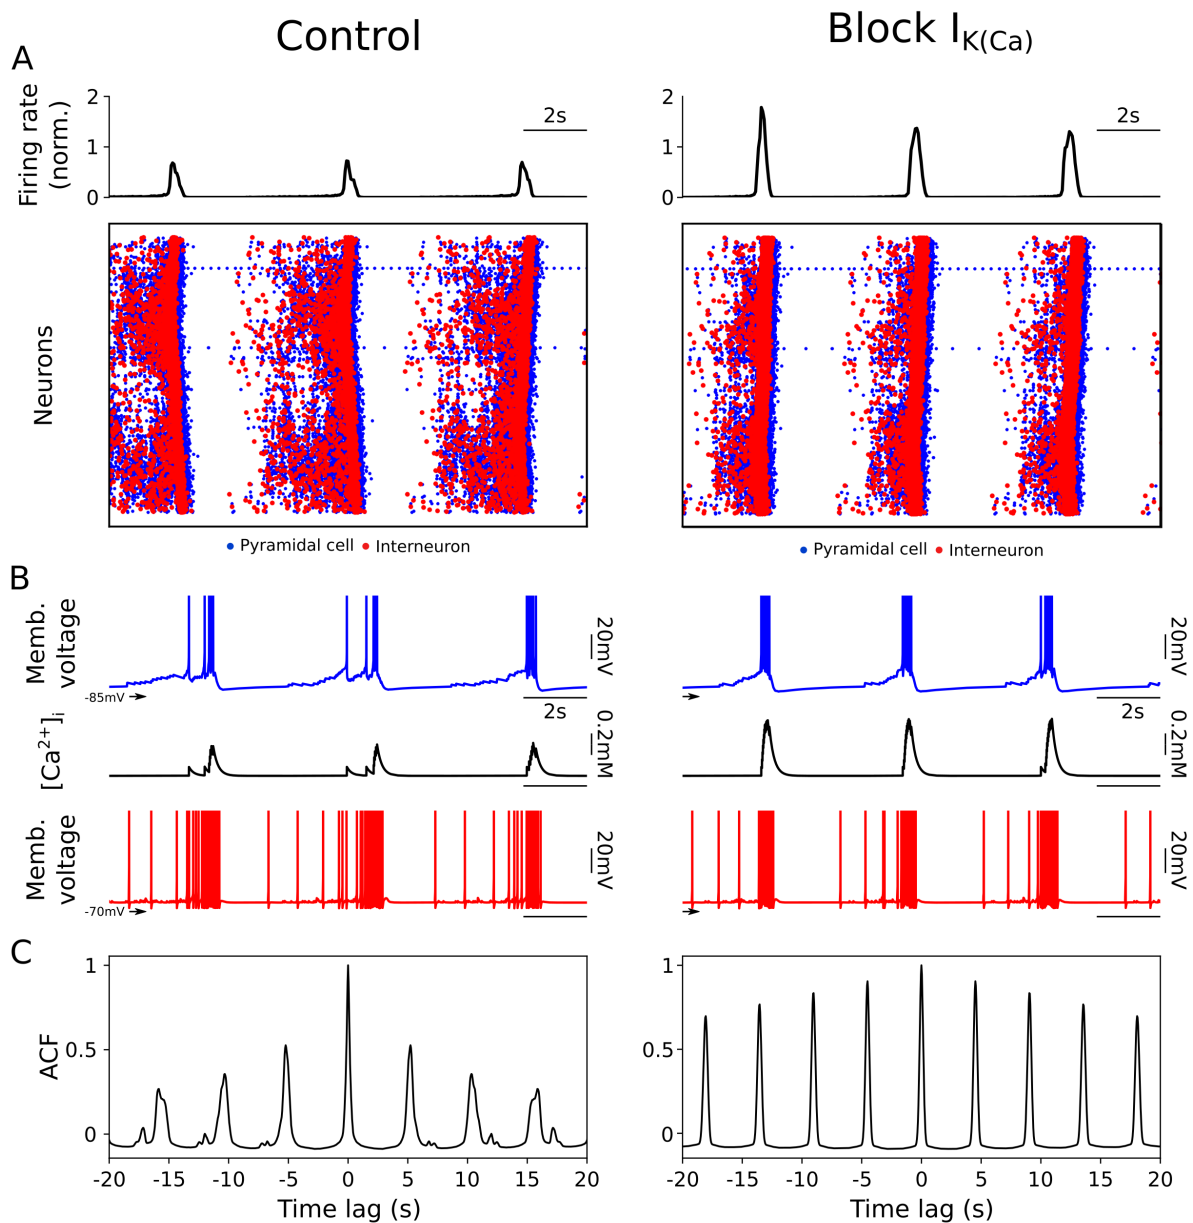 Control
Block I K(Ca)
A
Firing rate
(norm.)
2
1
0
2s
2
1
0
2s
Neurons
Pyramidal cell Interneuron
Pyramidal cell Interneuron
B
Memb.
voltage
-85mV
20mV
2s
20mV
2s
[Ca2+]i
0.2mM
0.2mM
Memb.
voltage
-70mV
20mV
20mV
C
ACF
1
0.5
0
-20 -15 -10 -5 0 5 10 15 20
Time lag (s)
1
0.5
0
-20 -15 -10 -5 0 5 10 15 20
Time lag (s)